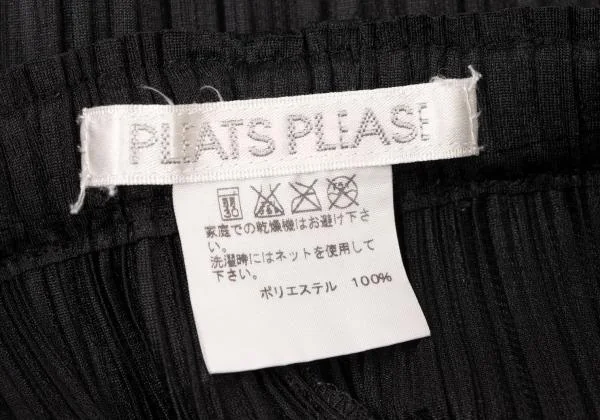 PLEATS PLEASE
30
家庭での乾燥機はお避け下さ
い。
洗濯時にはネットを使用して
下さい。
ポリエステル 100%